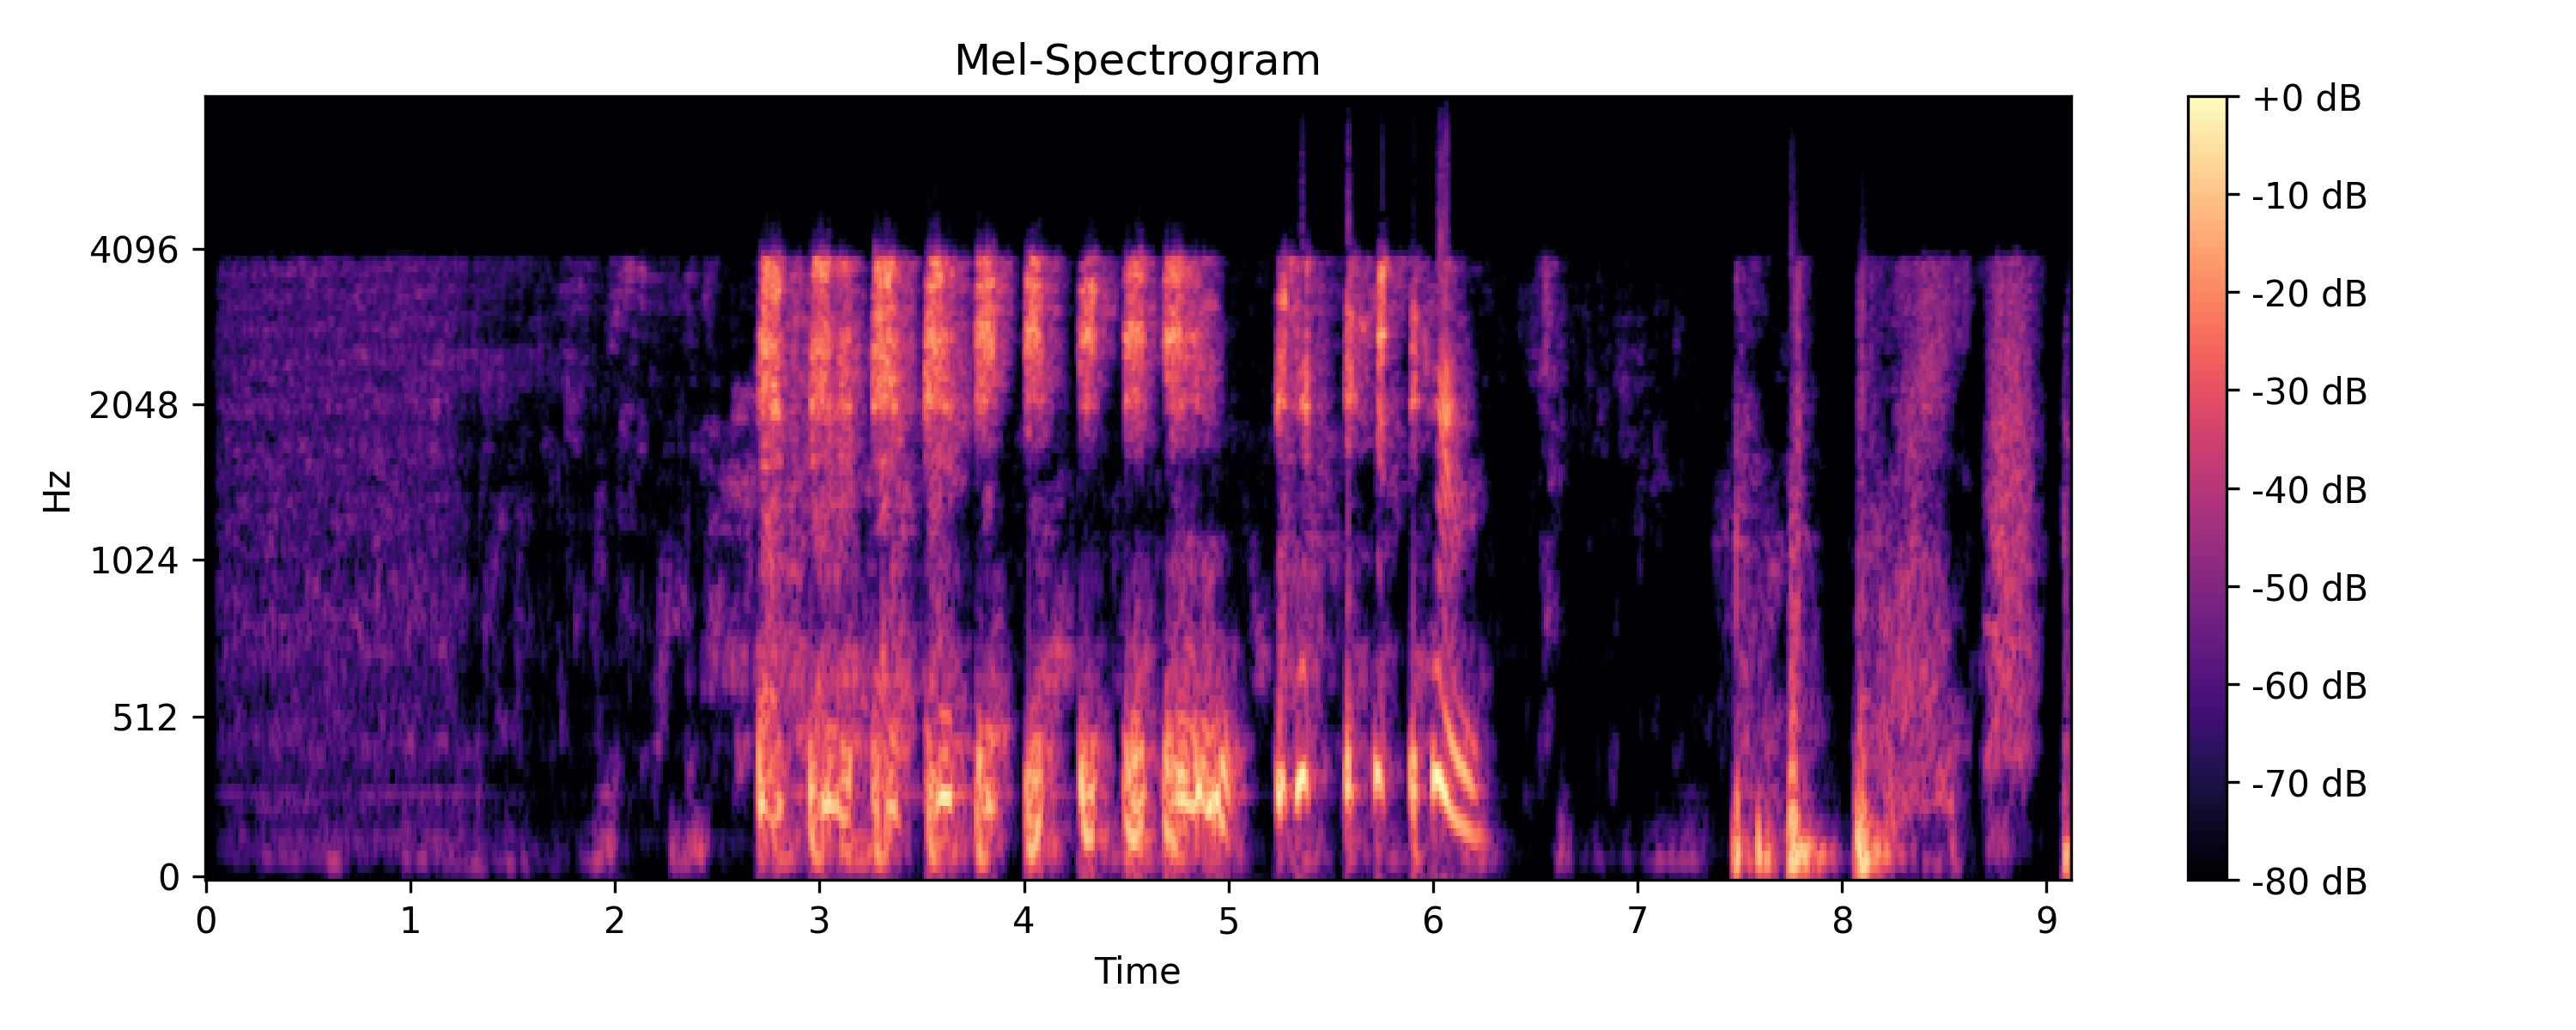 Mel-Spectrogram
+0 dB
-10 dB
-20 dB
-30 dB
-40 dB
-50 dB
-60 dB
-70 dB
-80 dB
Hz
4096
2048
1024
512
0
0 1 2 3 4 5 6 7 8 9
Time